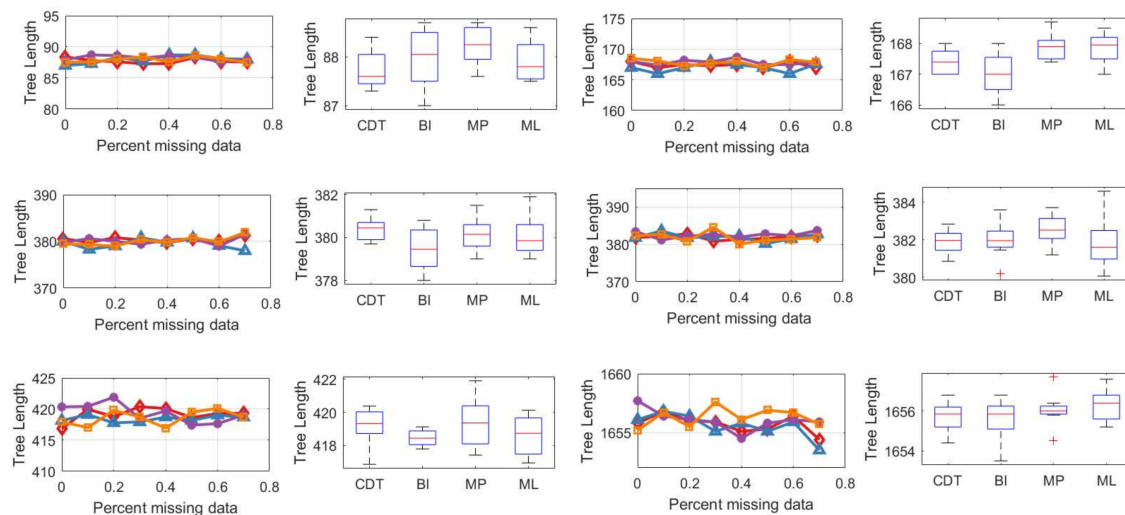 95
90
85
80
Tree Length
0 0.2 0.4 0.6 0.8
Percent missing data
88
87
Tree Length
CDT BI MP ML
175
170
165
160
Tree Length
0 0.2 0.4 0.6 0.8
Percent missing data
168
167
166
Tree Length
CDT BI MP ML
390
380
370
Tree Length
0 0.2 0.4 0.6 0.8
Percent missing data
382
380
378
Tree Length
CDT BI MP ML
390
380
370
Tree Length
0 0.2 0.4 0.6 0.8
Percent missing data
384
382
380
Tree Length
CDT BI MP ML
425
420
415
410
Tree Length
0 0.2 0.4 0.6 0.8
Percent missing data
422
420
418
Tree Length
CDT BI MP ML
1660
1655
Tree Length
0 0.2 0.4 0.6 0.8
Percent missing data
1656
1654
Tree Length
CDT BI MP ML